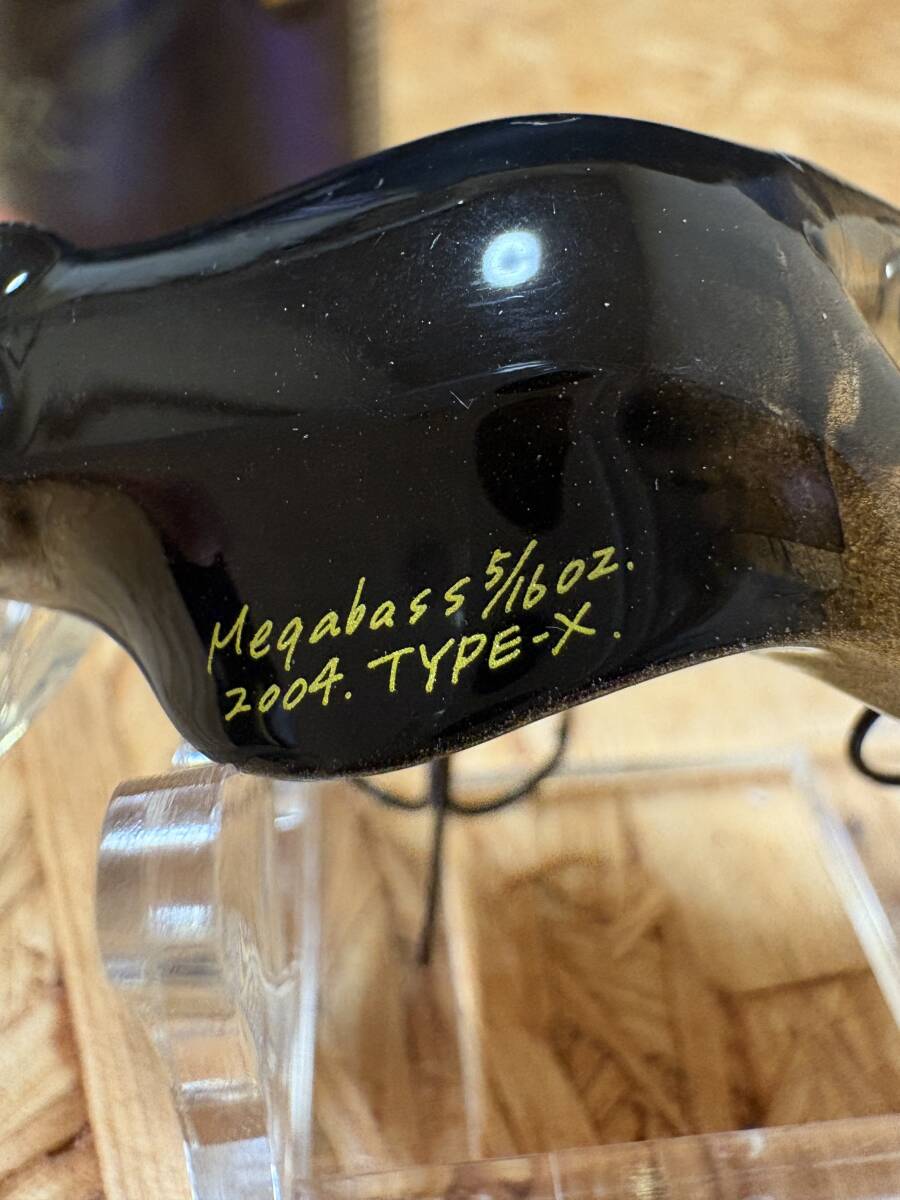 Megabass 5/16 oz.
2004. TYPE-X.